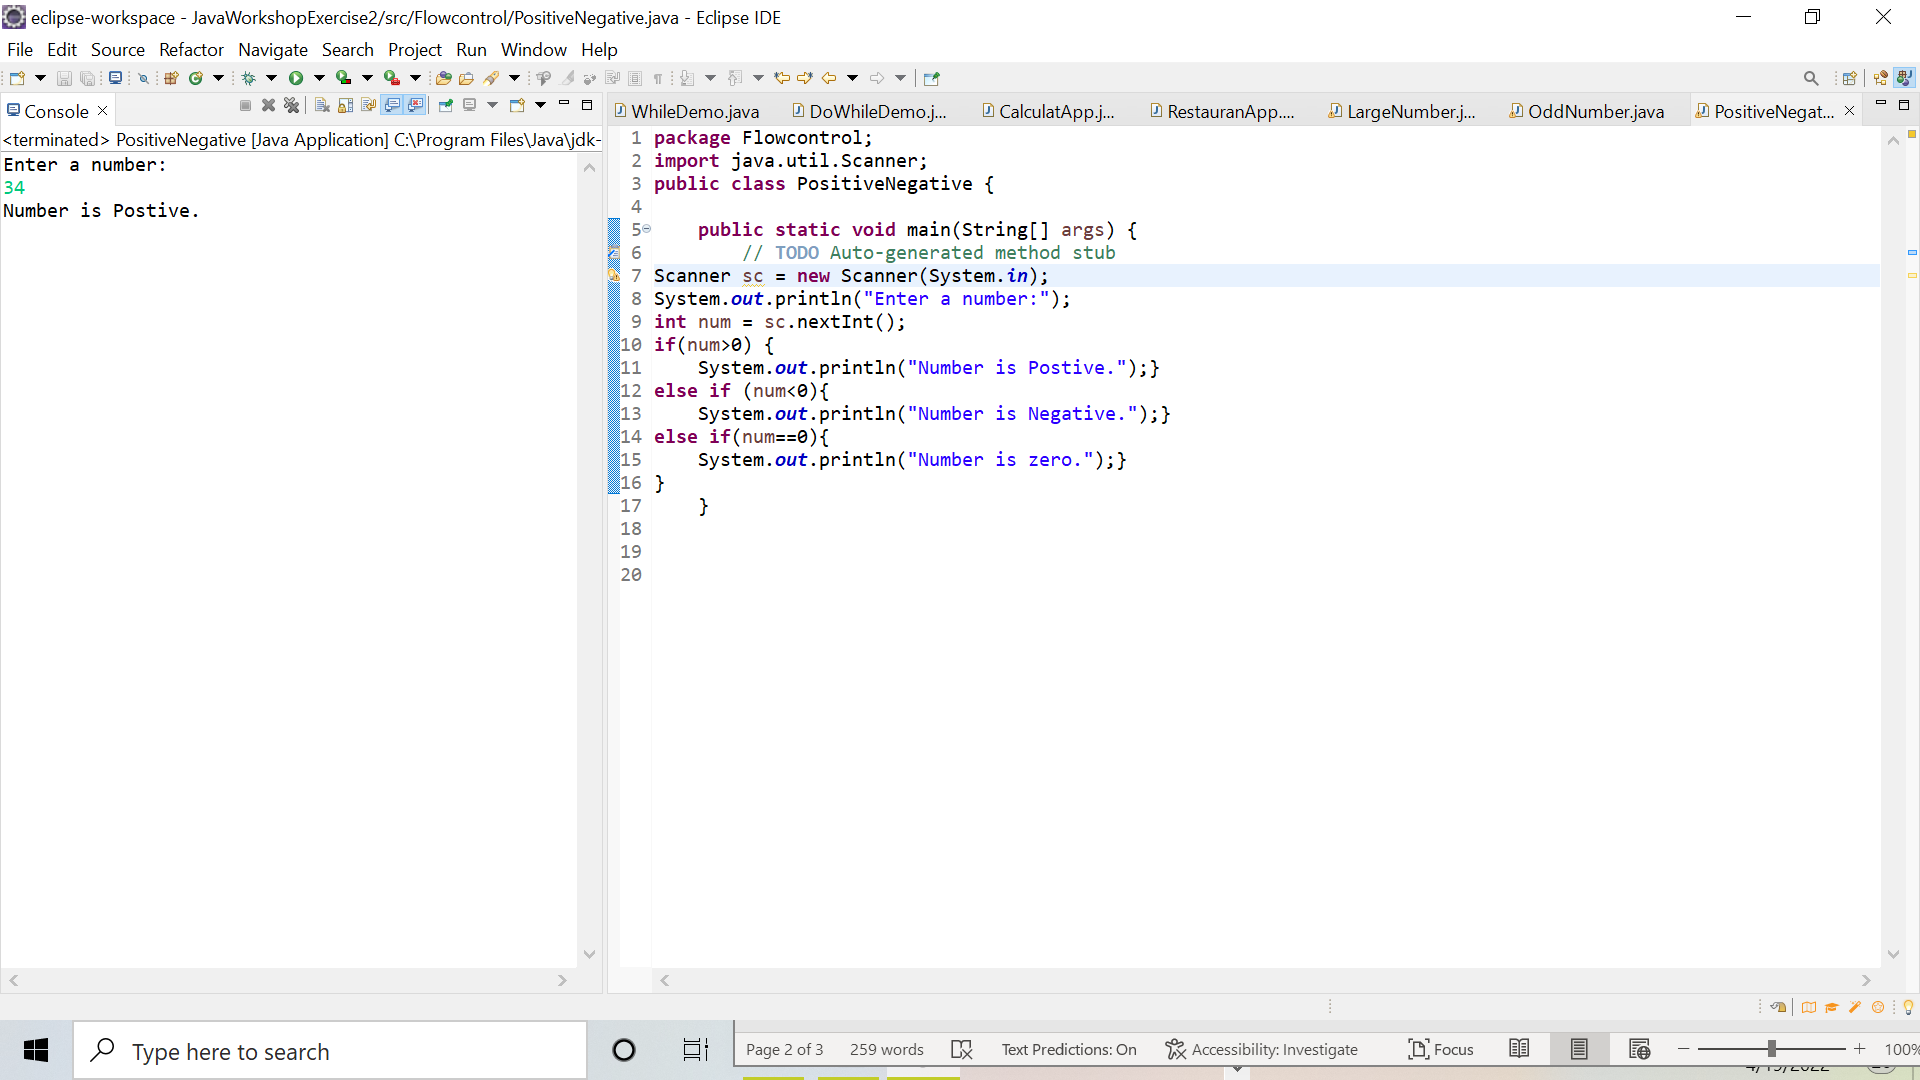 eclipse-workspace - JavaWorkshopExercise2/src/Flowcontrol/PositiveNegative.java - Eclipse IDE
File Edit Source Refactor Navigate Search Project Run Window Help
Console
<terminated> PositiveNegative [Java Application] C:\Program Files\Java\jdk-
Enter a number:
34
Number is Postive.
WhileDemo.java DoWhileDemo.j... CalculatApp.j... RestauranApp.... LargeNumber.j... OddNumber.java PositiveNegat...
1 package Flowcontrol;
2 import java.util.Scanner;
3 public class PositiveNegative {
4
5 public static void main(String[] args) {
6 // TODO Auto-generated method stub
7 Scanner sc = new Scanner(System.in);
8 System.out.println("Enter a number:");
9 int num = sc.nextInt();
10 if(num>0) {
11 System.out.println("Number is Postive.");}
12 else if (num<0){
13 System.out.println("Number is Negative.");}
14 else if(num==0){
15 System.out.println("Number is zero.");}
16 }
17 }
18
19
20
Type here to search
Page 2 of 3 259 words Text Predictions: On Accessibility: Investigate Focus 100%